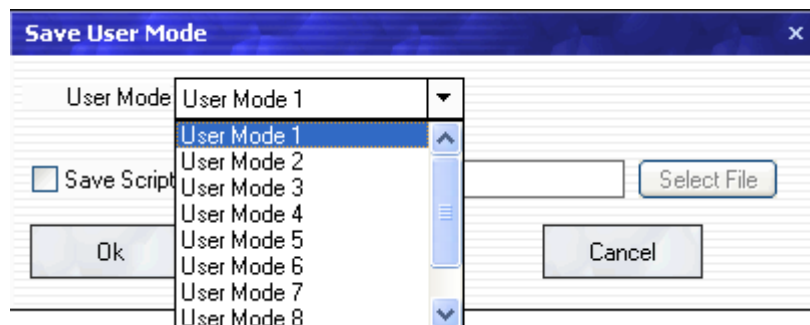 Save User Mode
User Mode User Mode 1
User Mode 1
User Mode 2
User Mode 3
User Mode 4
User Mode 5
User Mode 6
User Mode 7
User Mode 8
Save Script
Select File
Ok
Cancel